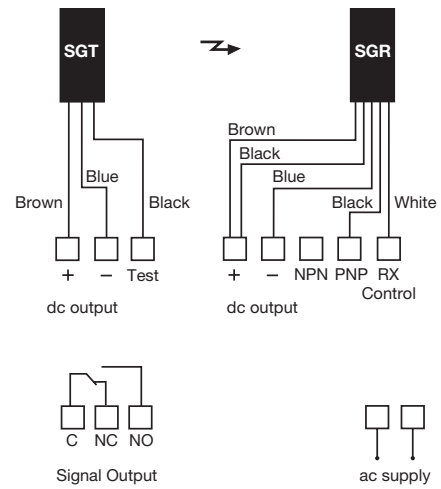 SGT
SGR
Brown
Black
Blue
Blue
Brown
Black
Black
White
+ − Test
+ − NPN PNP RX Control
dc output
dc output
C NC NO
Signal Output
ac supply